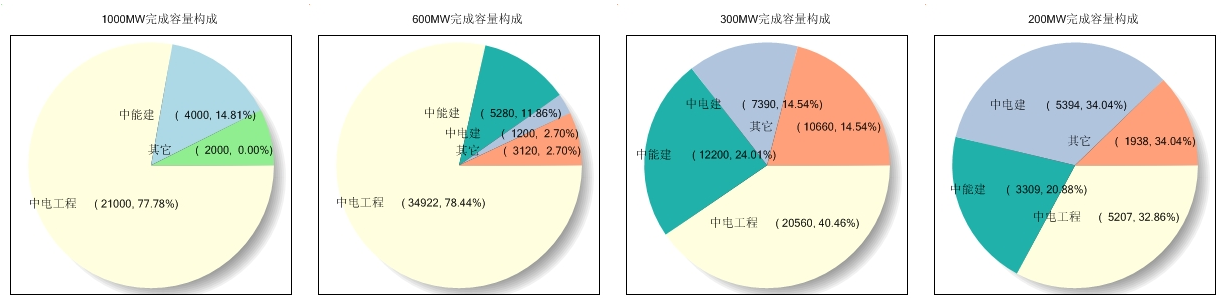 1000MW完成容量构成
中能建 ( 4000, 14.81%)
其它 ( 2000, 0.00%)
中电工程 ( 21000, 77.78%)
600MW完成容量构成
中能建 ( 5280, 11.86%)
中电建 ( 1200, 2.70%)
其它 ( 3120, 2.70%)
中电工程 ( 34922, 78.44%)
300MW完成容量构成
中电建 ( 7390, 14.54%)
其它 ( 10660, 14.54%)
中能建 ( 12200, 24.01%)
中电工程 ( 20560, 40.46%)
200MW完成容量构成
中电建 ( 5394, 34.04%)
其它 ( 1938, 34.04%)
中能建 ( 3309, 20.88%)
中电工程 ( 5207, 32.86%)